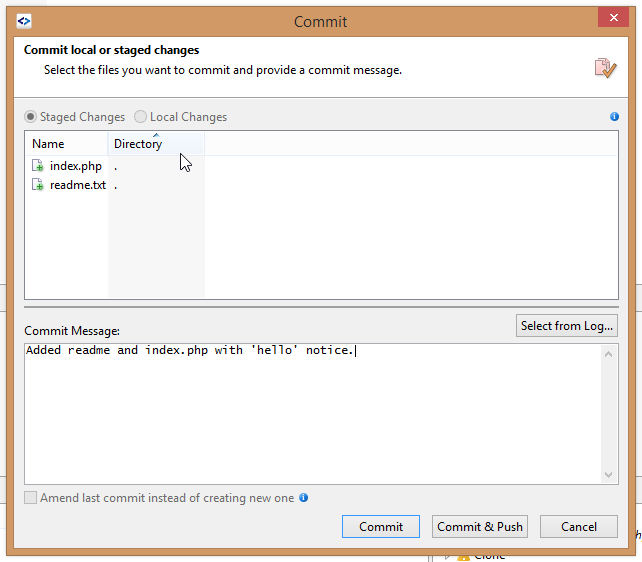 Commit
Commit local or staged changes
Select the files you want to commit and provide a commit message.
Staged Changes Local Changes
Name Directory
index.php .
readme.txt .
Select from Log...
Commit Message:
Added readme and index.php with 'hello' notice.
Amend last commit instead of creating new one
Commit Commit & Push Cancel
Clone